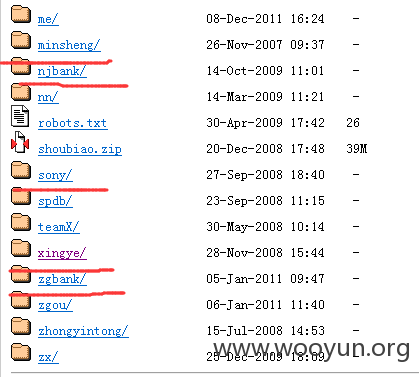 me/ 08-Dec-2011 16:24 -
minsheng/ 26-Nov-2007 09:37 -
njbank/ 14-Oct-2009 11:01 -
nn/ 14-Mar-2009 11:21 -
robots.txt 30-Apr-2009 17:42 26
shoubiao.zip 20-Dec-2008 17:48 39M
sony/ 27-Sep-2008 18:40 -
spdb/ 23-Sep-2008 11:15 -
teamX/ 30-May-2008 10:14 -
xingye/ 28-Nov-2008 15:44 -
zgbank/ 05-Jan-2011 09:47 -
zgou/ 06-Jan-2011 11:40 -
zhongyintong/ 15-Jul-2008 14:53 -
zx/ 25-Dec-2009 18:09 -
www.wooyun.org